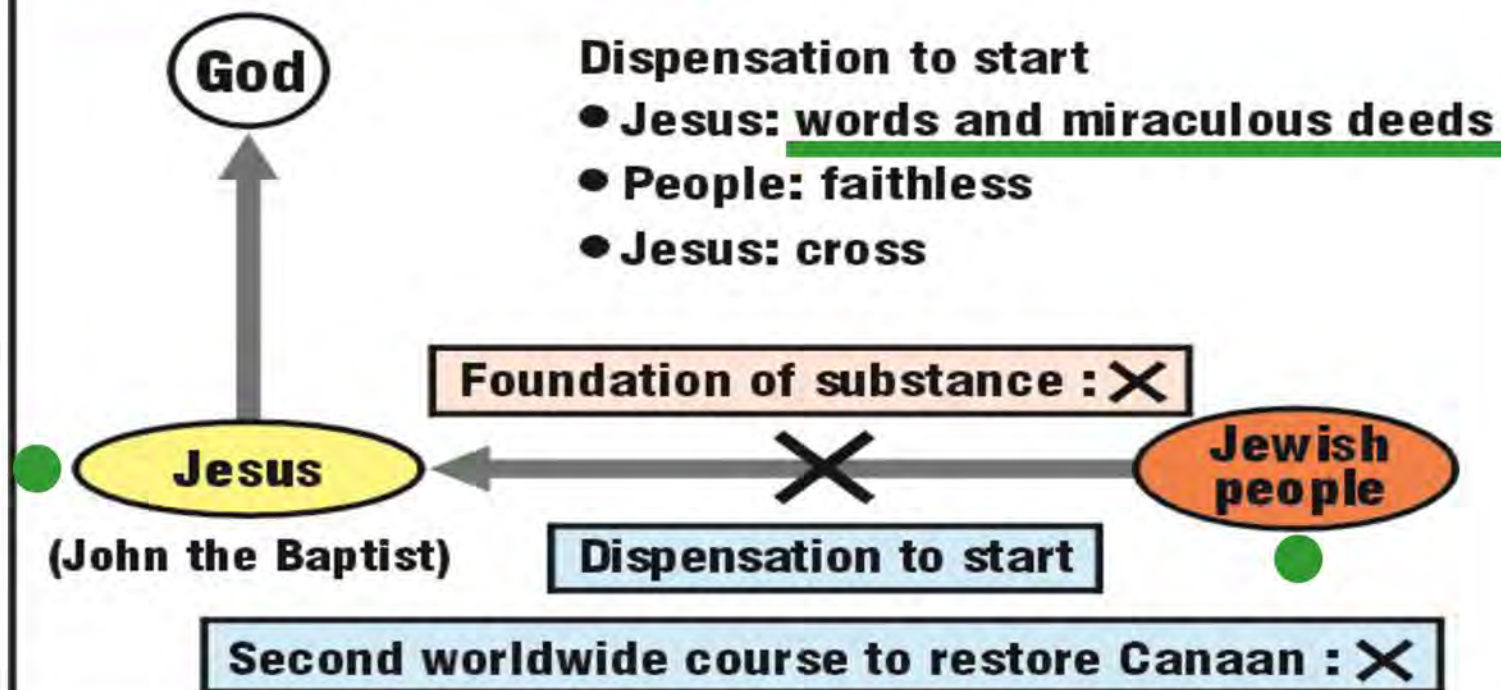 God
Dispensation to start
● Jesus: words and miraculous deeds
● People: faithless
● Jesus: cross
Foundation of substance : ✕
Jesus
Jewish
people
(John the Baptist)
Dispensation to start
Second worldwide course to restore Canaan : ✕